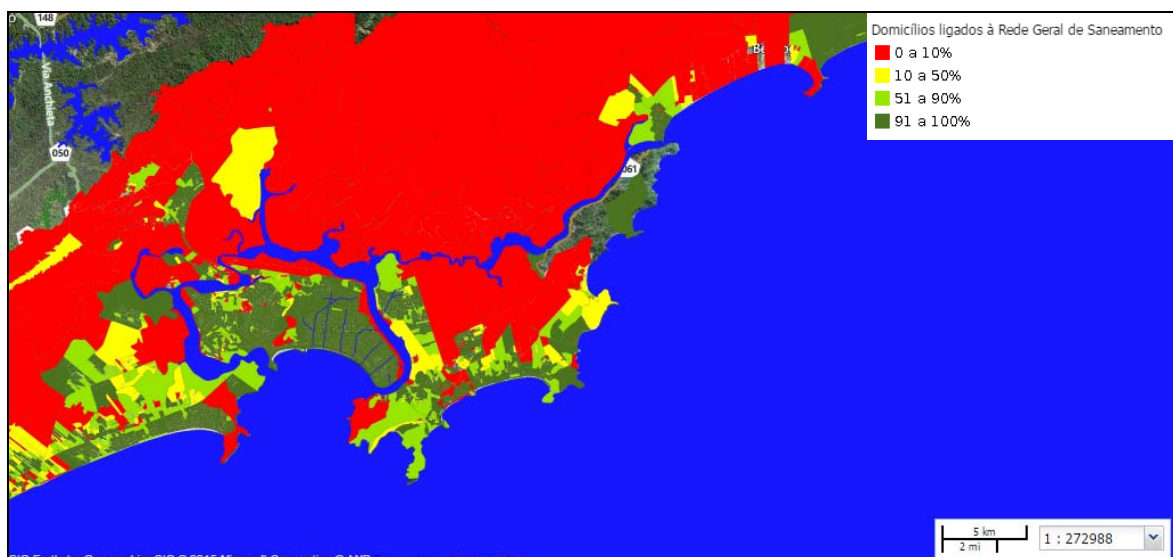 148
Via Anchieta
050
061
Domicílios ligados à Rede Geral de Saneamento
0 a 10%
10 a 50%
51 a 90%
91 a 100%
5 km
2 mi
1 : 272988